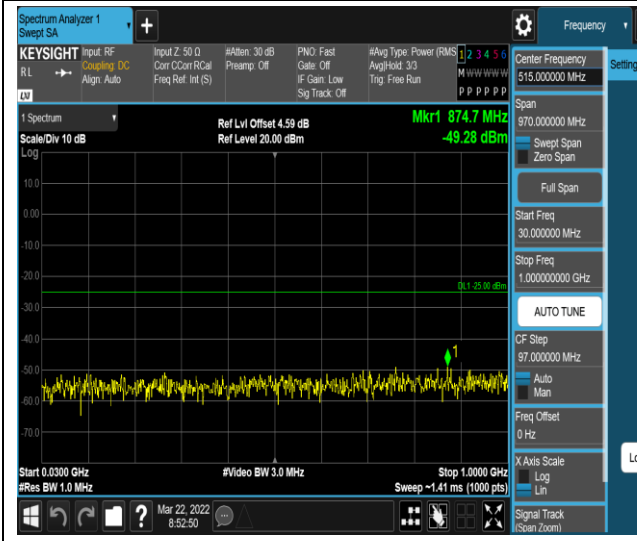 Spectrum Analyzer 1
Swept SA
Frequency
KEYSIGHT
RL
LXI
Input: RF
Coupling: DC
Align: Auto
Input Z: 50 Ω
Corr CCorr RCal
Freq Ref: Int (S)
#Atten: 30 dB
Preamp: Off
PNO: Fast
Gate: Off
IF Gain: Low
Sig Track: Off
#Avg Type: Power (RMS
Avg|Hold: 3/3
Trig: Free Run
1 2 3 4 5 6
M W W W W W
P P P P P P
1 Spectrum
Scale/Div 10 dB
Log
Ref Lvl Offset 4.59 dB
Ref Level 20.00 dBm
Mkr1 874.7 MHz
-49.28 dBm
10.0
0.00
-10.0
-20.0
-30.0
-40.0
-50.0
-60.0
-70.0
DL1 -25.00 dBm
1
Start 0.0300 GHz
#Res BW 1.0 MHz
#Video BW 3.0 MHz
Stop 1.0000 GHz
Sweep ~1.41 ms (1000 pts)
Mar 22, 2022
8:52:50
Center Frequency
515.000000 MHz
Span
970.000000 MHz
Swept Span
Zero Span
Full Span
Start Freq
30.000000 MHz
Stop Freq
1.000000000 GHz
AUTO TUNE
CF Step
97.000000 MHz
Auto
Man
Freq Offset
0 Hz
X Axis Scale
Log
Lin
Signal Track
(Span Zoom)
Setting
Lo